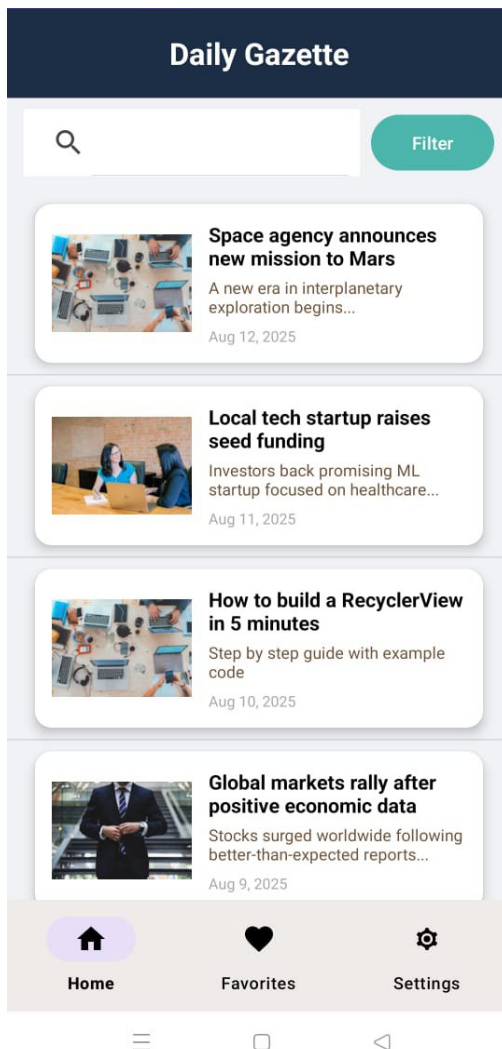 Daily Gazette
Filter
Space agency announces
new mission to Mars
A new era in interplanetary
exploration begins...
Aug 12, 2025
Local tech startup raises
seed funding
Investors back promising ML
startup focused on healthcare...
Aug 11, 2025
How to build a RecyclerView
in 5 minutes
Step by step guide with example
code
Aug 10, 2025
Global markets rally after
positive economic data
Stocks surged worldwide following
better-than-expected reports...
Aug 9, 2025
Home
Favorites
Settings